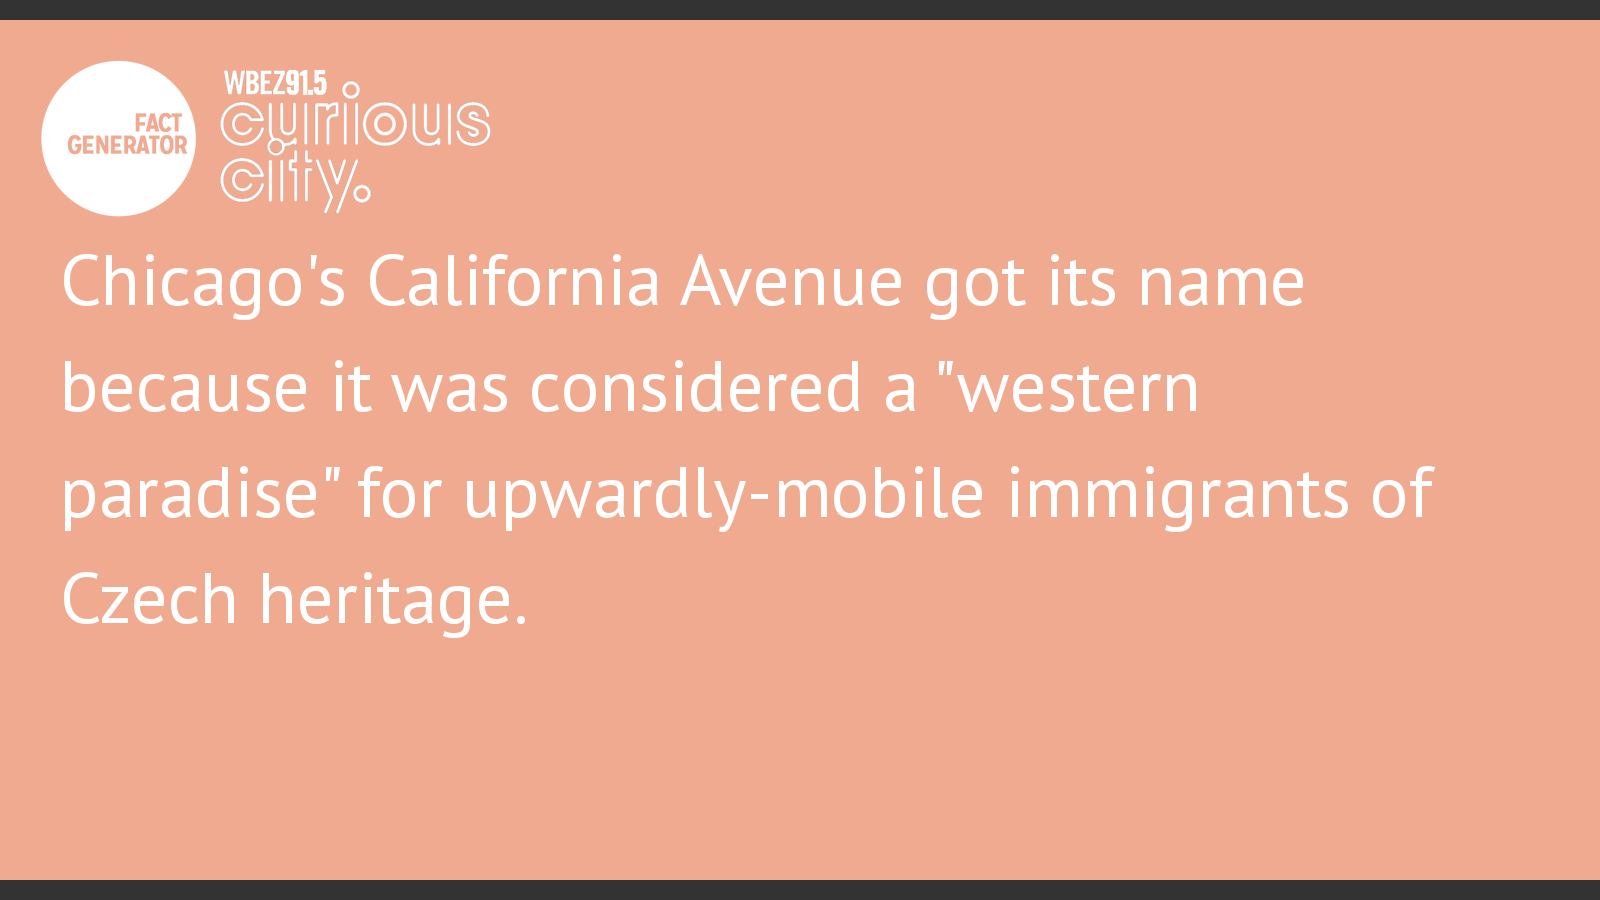 FACT
GENERATOR
WBEZ91.5
curious
city.
Chicago's California Avenue got its name
because it was considered a "western
paradise" for upwardly-mobile immigrants of
Czech heritage.